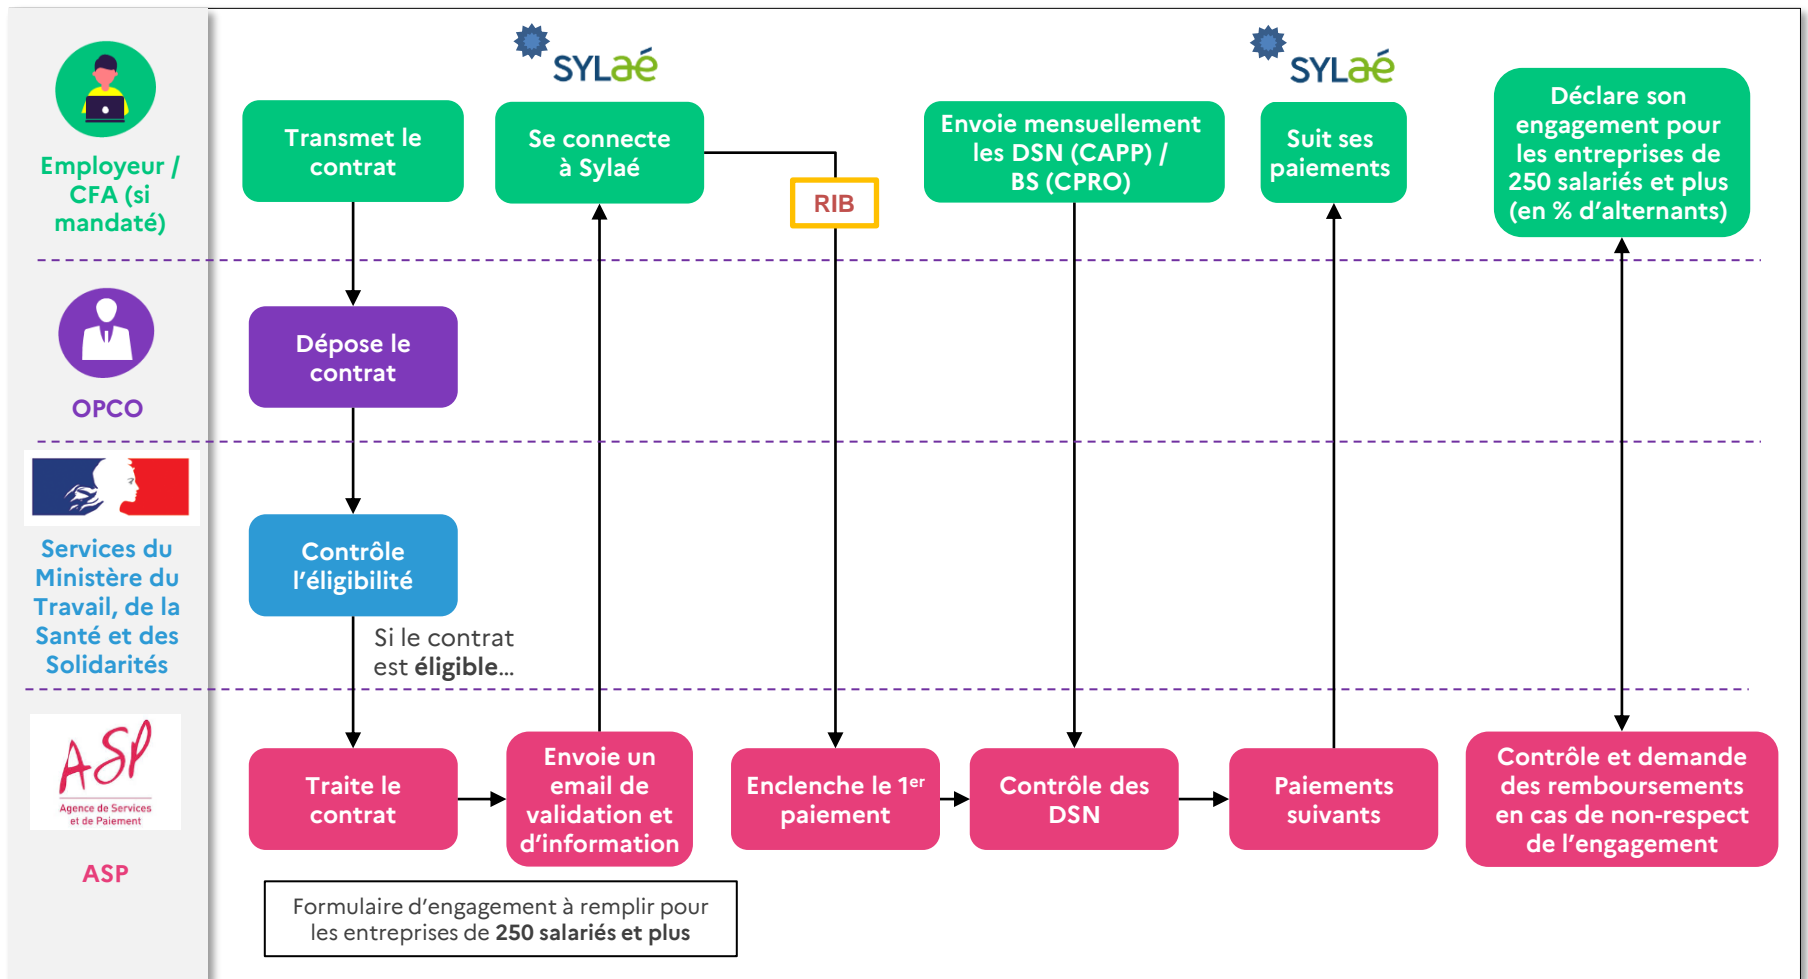 Employeur /
CFA (si
mandaté)
SYLaé
SYLaé
Transmet le
contrat
Se connecte
à Sylaé
RIB
Envoie mensuellement
les DSN (CAPP) /
BS (CPRO)
Suit ses
paiements
Déclare son
engagement pour
les entreprises de
250 salariés et plus
(en % d’alternants)
OPCO
Dépose le
contrat
Services du
Ministère du
Travail, de la
Santé et des
Solidarités
Contrôle
l’éligibilité
Si le contrat
est éligible…
ASP
Agence de Services
et de Paiement
ASP
Traite le
contrat
Envoie un
email de
validation et
d’information
Enclenche le 1er
paiement
Contrôle des
DSN
Paiements
suivants
Contrôle et demande
des remboursements
en cas de non-respect
de l’engagement
Formulaire d’engagement à remplir pour
les entreprises de 250 salariés et plus